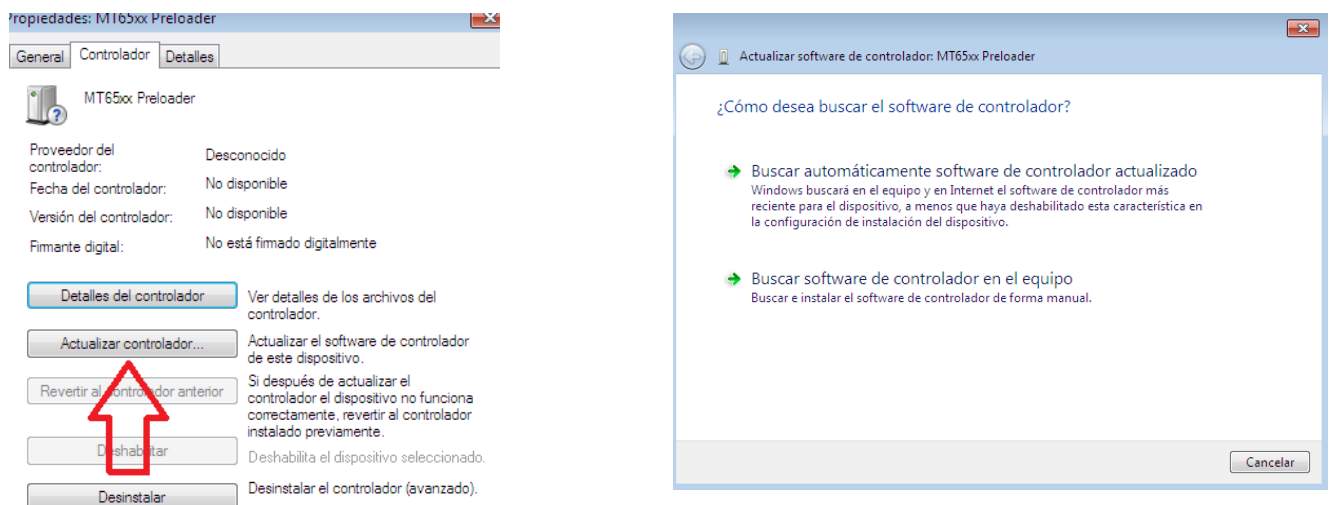 Propiedades: MT65xx Preloader
General Controlador Detalles
MT65xx Preloader
Proveedor del
controlador:
Desconocido
Fecha del controlador: No disponible
Versión del controlador: No disponible
Firmante digital: No está firmado digitalmente
Detalles del controlador
Ver detalles de los archivos del
controlador.
Actualizar controlador...
Actualizar el software de controlador
de este dispositivo.
Revertir al controlador anterior
Si después de actualizar el
controlador el dispositivo no funciona
correctamente, revertir al controlador
instalado previamente.
Deshabilitar
Deshabilita el dispositivo seleccionado.
Desinstalar
Desinstalar el controlador (avanzado).
Actualizar software de controlador: MT65xx Preloader
¿Cómo desea buscar el software de controlador?
Buscar automáticamente software de controlador actualizado
Windows buscará en el equipo y en Internet el software de controlador más
reciente para el dispositivo, a menos que haya deshabilitado esta característica en
la configuración de instalación del dispositivo.
Buscar software de controlador en el equipo
Buscar e instalar el software de controlador de forma manual.
Cancelar